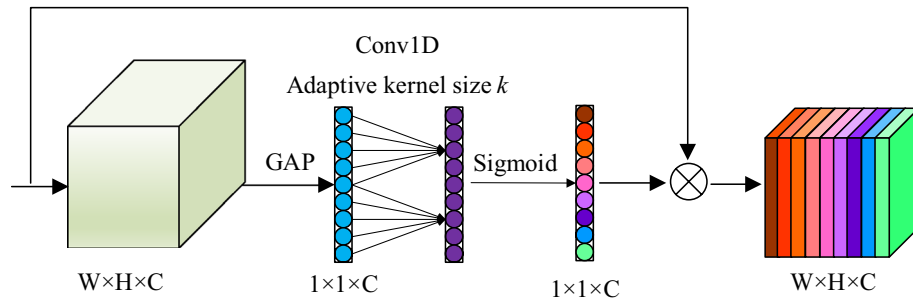 Conv1D
Adaptive kernel size k
GAP
Sigmoid
W×H×C
1×1×C
1×1×C
W×H×C